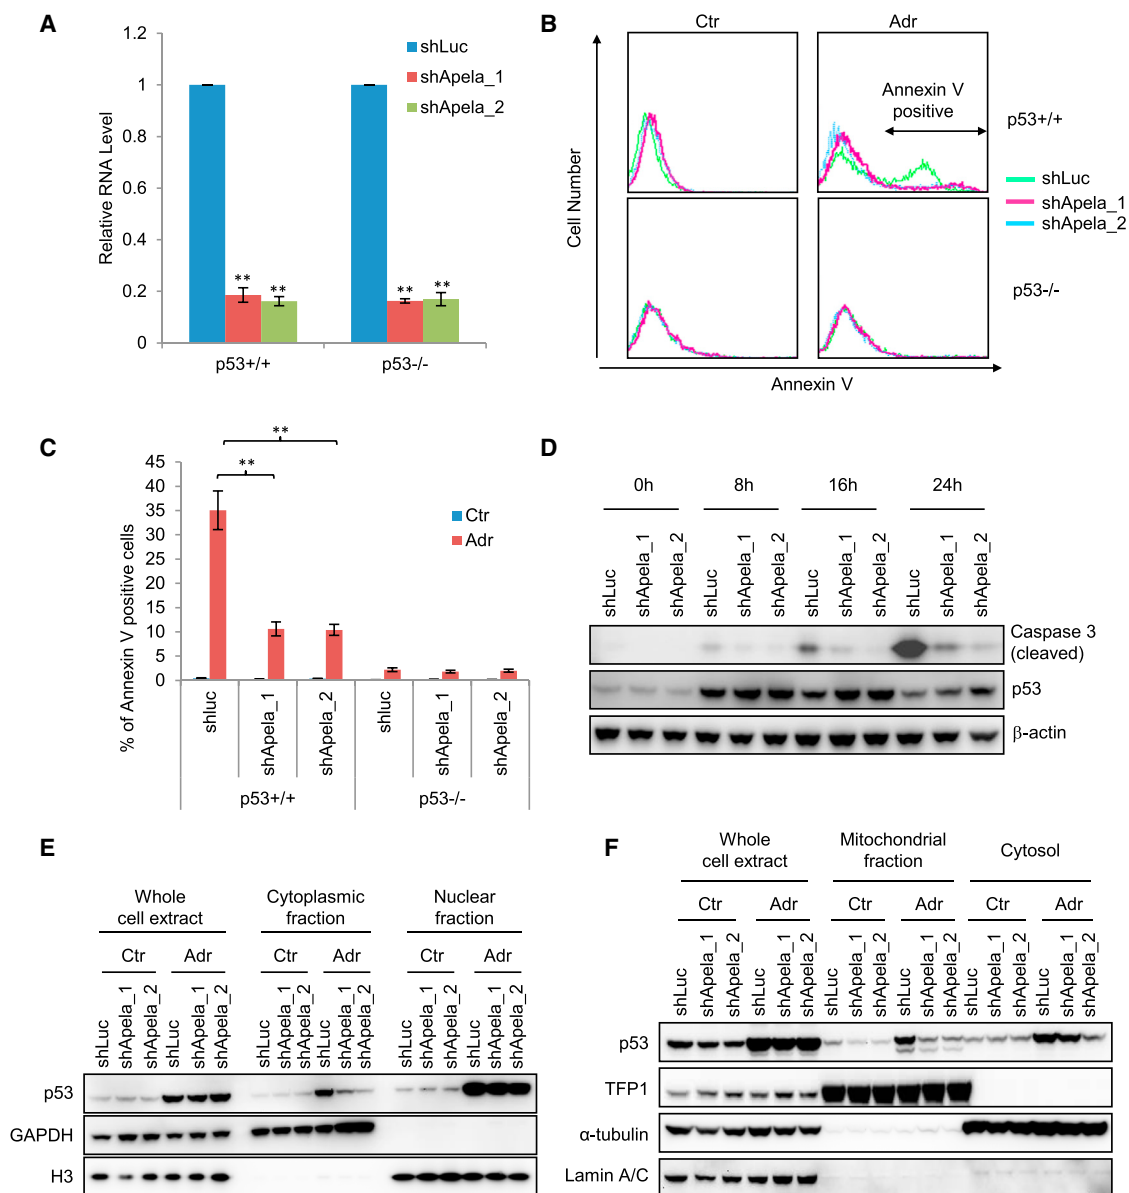 A
1.2
1
0.8
0.6
0.4
0.2
0
Relative RNA Level
shLuc
shApela_1
shApela_2
**
**
**
**
p53+/+
p53-/-
B
Ctr
Adr
Annexin V
positive
p53+/+
shLuc
shApela_1
shApela_2
p53-/-
Cell Number
Annexin V
C
45
40
35
30
25
20
15
10
5
0
% of Annexin V positive cells
**
**
Ctr
Adr
shluc
shApela_1
shApela_2
shluc
shApela_1
shApela_2
p53+/+
p53-/-
D
0h
8h
16h
24h
shLuc
shApela_1
shApela_2
shLuc
shApela_1
shApela_2
shLuc
shApela_1
shApela_2
shLuc
shApela_1
shApela_2
Caspase 3
(cleaved)
p53
β-actin
E
Whole
cell extract
Cytoplasmic
fraction
Nuclear
fraction
Ctr
Adr
Ctr
Adr
Ctr
Adr
shLuc
shApela_1
shApela_2
shLuc
shApela_1
shApela_2
shLuc
shApela_1
shApela_2
shLuc
shApela_1
shApela_2
shLuc
shApela_1
shApela_2
shLuc
shApela_1
shApela_2
p53
GAPDH
H3
F
Whole
cell extract
Mitochondrial
fraction
Cytosol
Ctr
Adr
Ctr
Adr
Ctr
Adr
shLuc
shApela_1
shApela_2
shLuc
shApela_1
shApela_2
shLuc
shApela_1
shApela_2
shLuc
shApela_1
shApela_2
shLuc
shApela_1
shApela_2
shLuc
shApela_1
shApela_2
p53
TFP1
α-tubulin
Lamin A/C